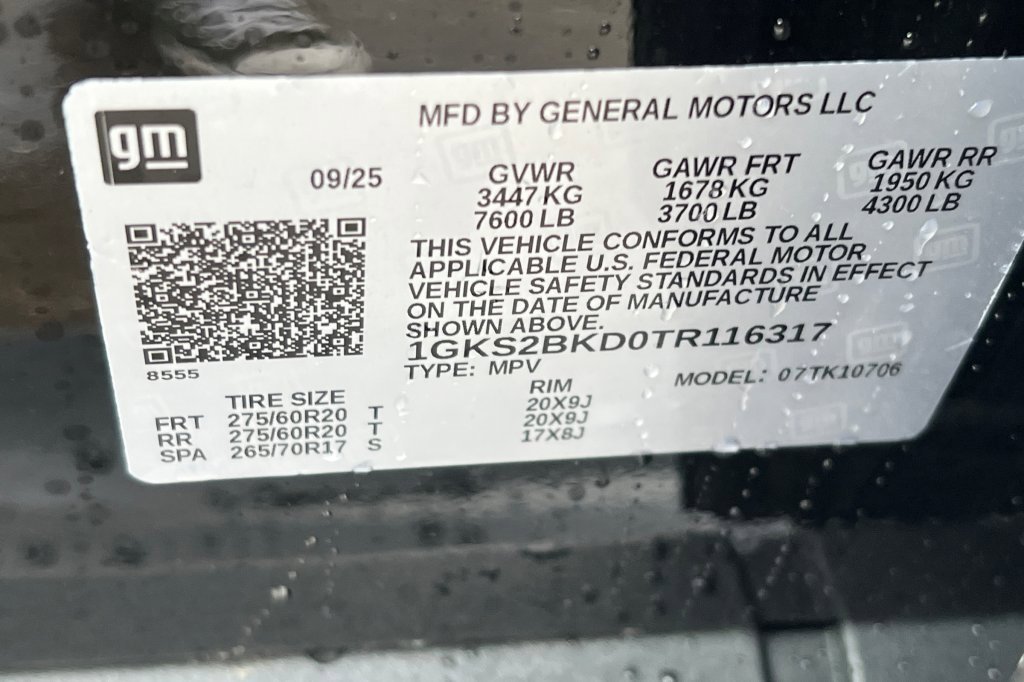 gm
MFD BY GENERAL MOTORS LLC
09/25
GVWR GAWR FRT GAWR RR
3447 KG 1678 KG 1950 KG
7600 LB 3700 LB 4300 LB
THIS VEHICLE CONFORMS TO ALL
APPLICABLE U.S. FEDERAL MOTOR
VEHICLE SAFETY STANDARDS IN EFFECT
ON THE DATE OF MANUFACTURE
SHOWN ABOVE.
1GKS2BKD0TR116317
8555
TYPE: MPV MODEL: 07TK10706
TIRE SIZE RIM
FRT 275/60R20 T 20X9J
RR 275/60R20 T 20X9J
SPA 265/70R17 S 17X8J